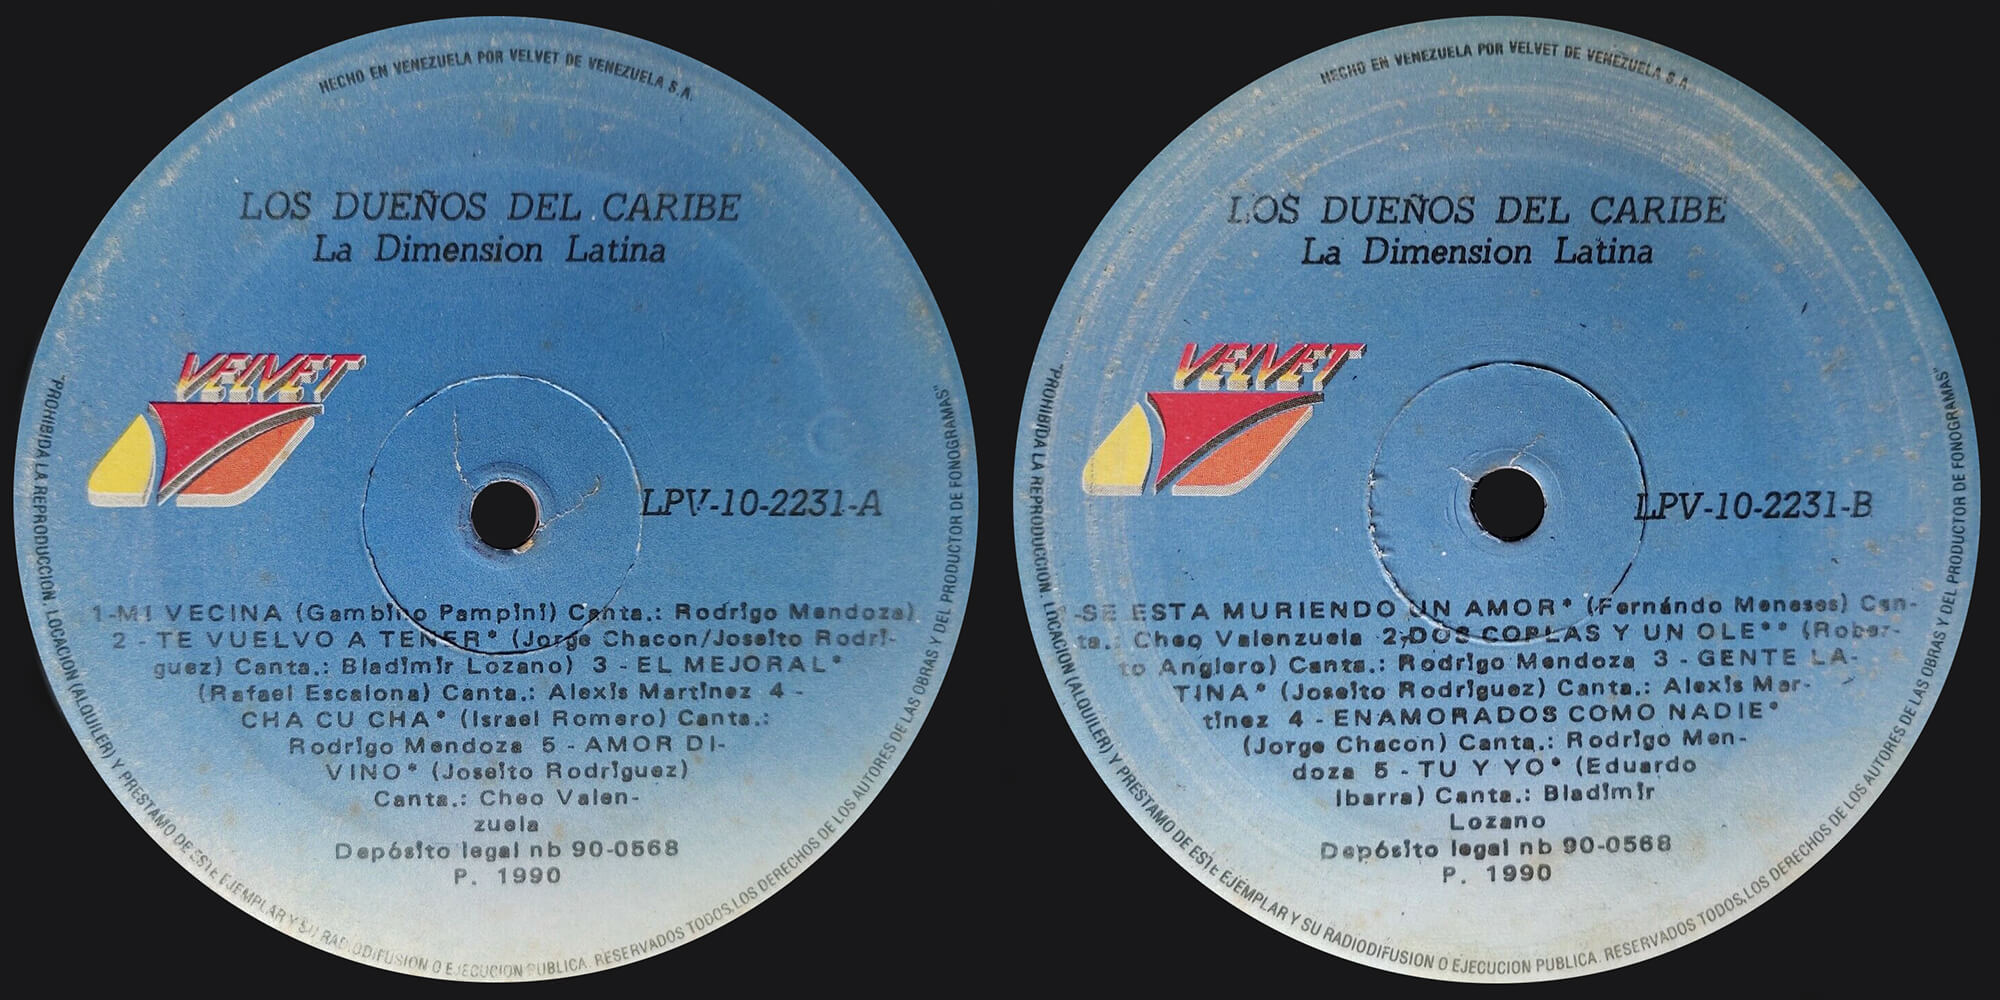 HECHO EN VENEZUELA POR VELVET DE VENEZUELA S.A.
LOS DUEÑOS DEL CARIBE
La Dimension Latina
VELVET
LPV-10-2231-A
1-MI VECINA (Gambino Pampini) Canta.: Rodrigo Mendoza)
2 - TE VUELVO A TENER* (Jorge Chacon/Joseito Rodri-
guez) Canta.: Bladimir Lozano) 3 - EL MEJORAL*
(Rafael Escalona) Canta.: Alexis Martinez 4 -
CHA CU CHA* (Israel Romero) Canta.:
Rodrigo Mendoza 5 - AMOR DI-
VINO* (Joseito Rodriguez)
Canta.: Cheo Valen-
zuela
Depósito legal nb 90-0568
P. 1990
"PROHIBIDA LA REPRODUCCION, LOCACION (ALQUILER) Y PRESTAMO DE ESTE EJEMPLAR Y SU RADIODIFUSION O EJECUCION PUBLICA. RESERVADOS TODOS, LOS DERECHOS DE LOS AUTORES DE LAS OBRAS Y DEL PRODUCTOR DE FONOGRAMAS"
HECHO EN VENEZUELA POR VELVET DE VENEZUELA S.A.
LOS DUEÑOS DEL CARIBE
La Dimension Latina
VELVET
LPV-10-2231-B
-SE ESTA MURIENDO UN AMOR* (Fernándo Meneses) Can-
ta.: Cheo Valenzuela 2-DOS COPLAS Y UN OLE** (Rober-
to Anglero) Canta.: Rodrigo Mendoza 3 - GENTE LA-
TINA* (Joseito Rodriguez) Canta.: Alexis Mar-
tinez 4 - ENAMORADOS COMO NADIE*
(Jorge Chacon) Canta.: Rodrigo Men-
doza 5 - TU Y YO* (Eduardo
Ibarra) Canta.: Bladimir
Lozano
Depósito legal nb 90-0568
P. 1990
"PROHIBIDA LA REPRODUCCION, LOCACION (ALQUILER) Y PRESTAMO DE ESTE EJEMPLAR Y SU RADIODIFUSION O EJECUCION PUBLICA. RESERVADOS TODOS, LOS DERECHOS DE LOS AUTORES DE LAS OBRAS Y DEL PRODUCTOR DE FONOGRAMAS"